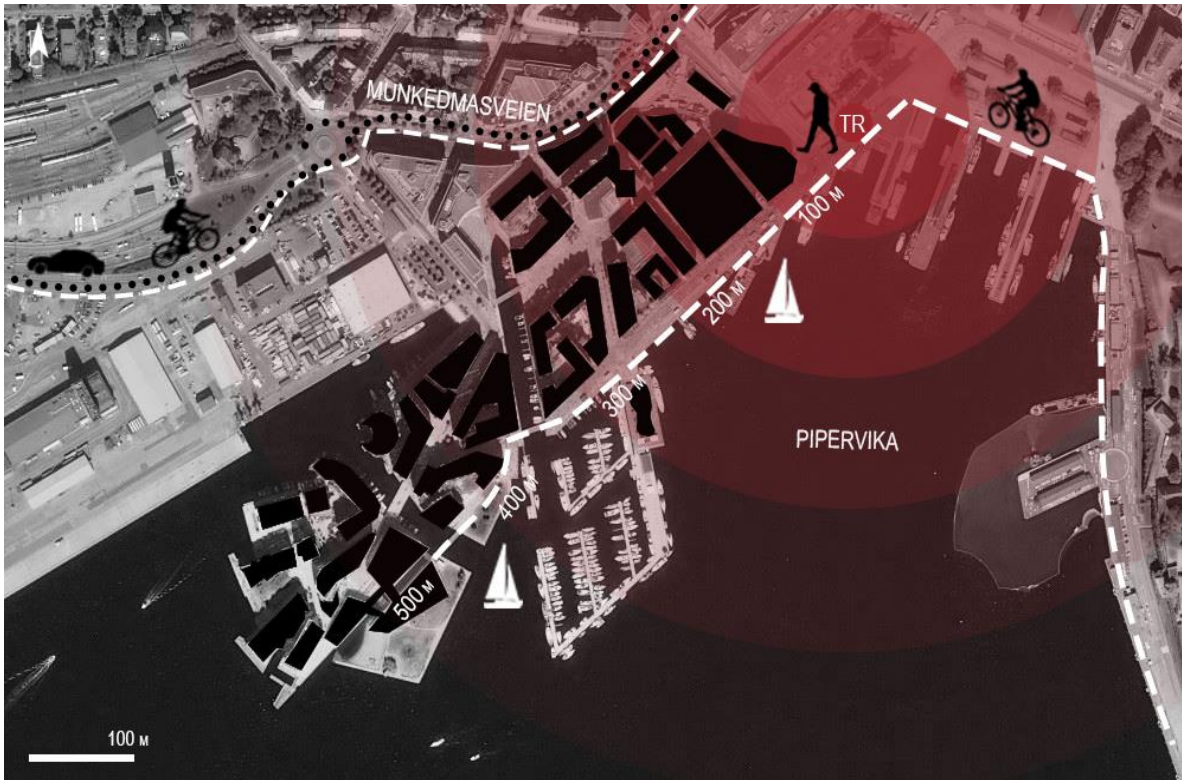 MUNKEDMASVEIEN
TR
100 м
200 м
300 м
PIPERVIKA
400 м
500 м
100 м